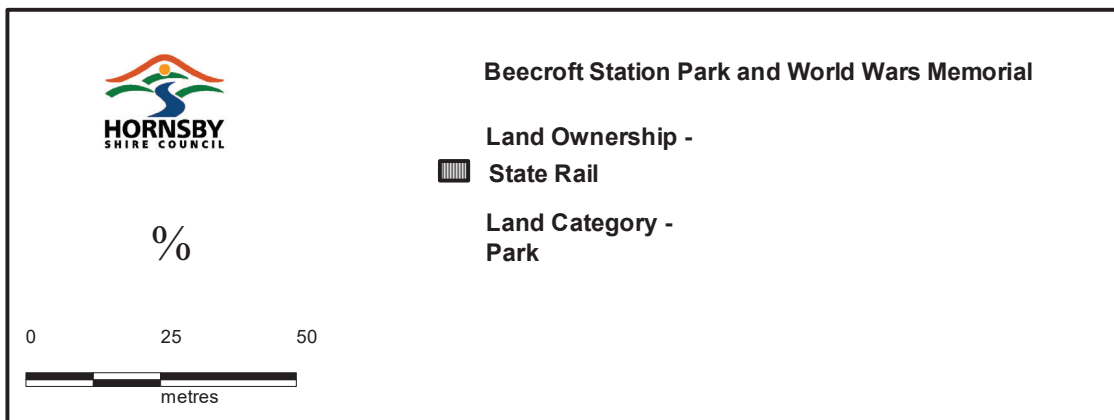 HORNSBY
SHIRE COUNCIL
%
0 25 50
metres
Beecroft Station Park and World Wars Memorial
Land Ownership -
State Rail
Land Category -
Park